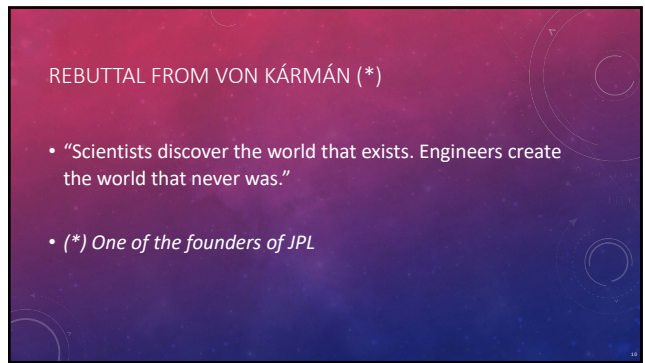 REBUTTAL FROM VON KÁRMÁN (*)
• “Scientists discover the world that exists. Engineers create
the world that never was.”
• (*) One of the founders of JPL
10